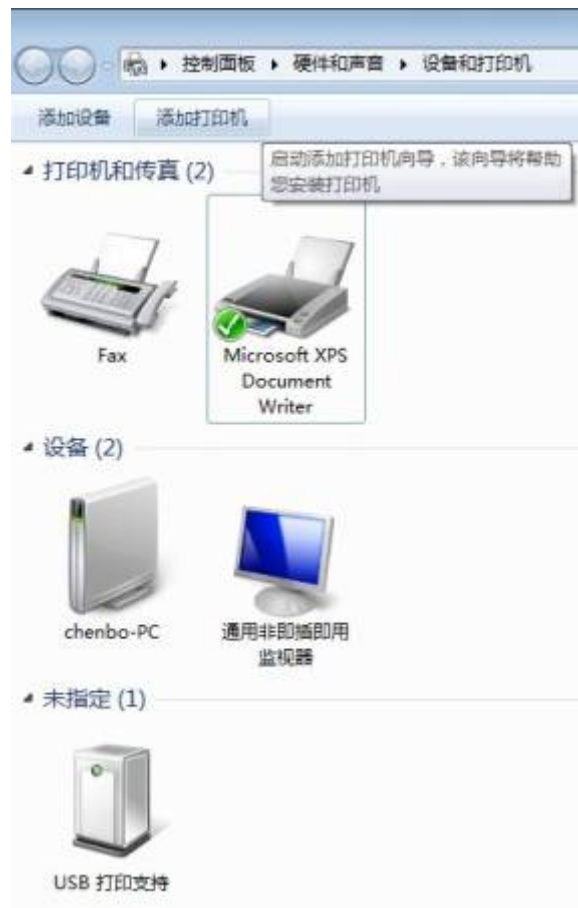 控制面板 ▸ 硬件和声音 ▸ 设备和打印机
添加设备 添加打印机
启动添加打印机向导，该向导将帮助
您安装打印机
打印机和传真 (2)
Fax
Microsoft XPS
Document
Writer
设备 (2)
chenbo-PC
通用非即插即用
监视器
未指定 (1)
USB 打印支持